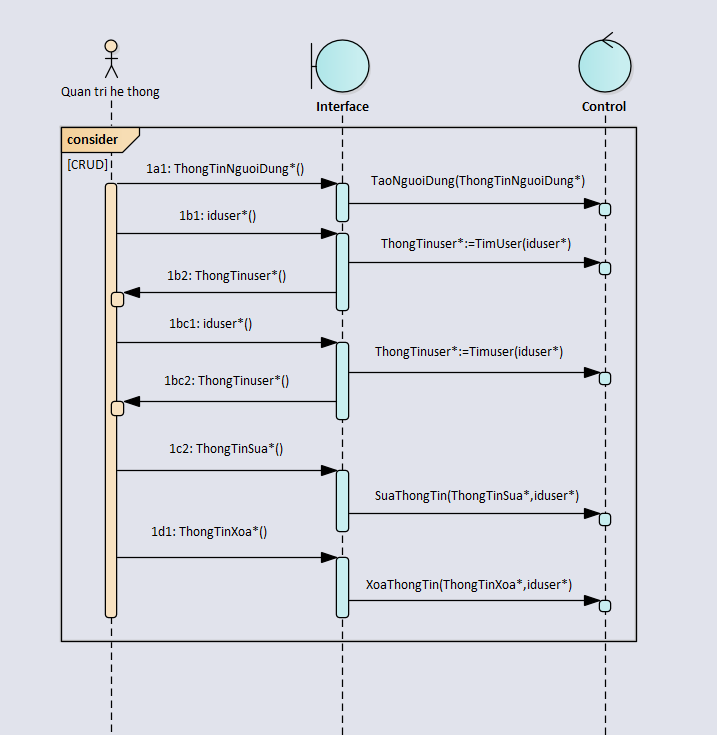 Quan tri he thong
Interface
Control
consider
[CRUD]
1a1: ThongTinNguoiDung*()
TaoNguoiDung(ThongTinNguoiDung*)
1b1: iduser*()
ThongTinuser*:=TimUser(iduser*)
1b2: ThongTinuser*()
1bc1: iduser*()
ThongTinuser*:=Timuser(iduser*)
1bc2: ThongTinuser*()
1c2: ThongTinSua*()
SuaThongTin(ThongTinSua*,iduser*)
1d1: ThongTinXoa*()
XoaThongTin(ThongTinXoa*,iduser*)